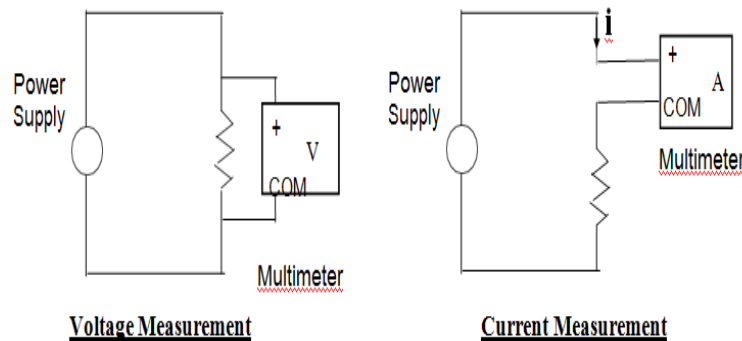 Power
Supply
+
V
COM
Multimeter
Voltage Measurement
i
Power
Supply
+
A
COM
Multimeter
Current Measurement